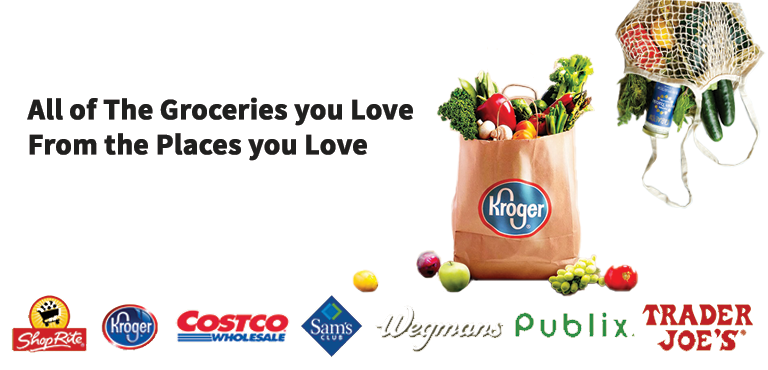 All of The Groceries you Love
From the Places you Love
Kroger
ShopRite
Kroger
COSTCO
WHOLESALE
Sam's
CLUB
Wegmans
Publix.
TRADER
JOE'S